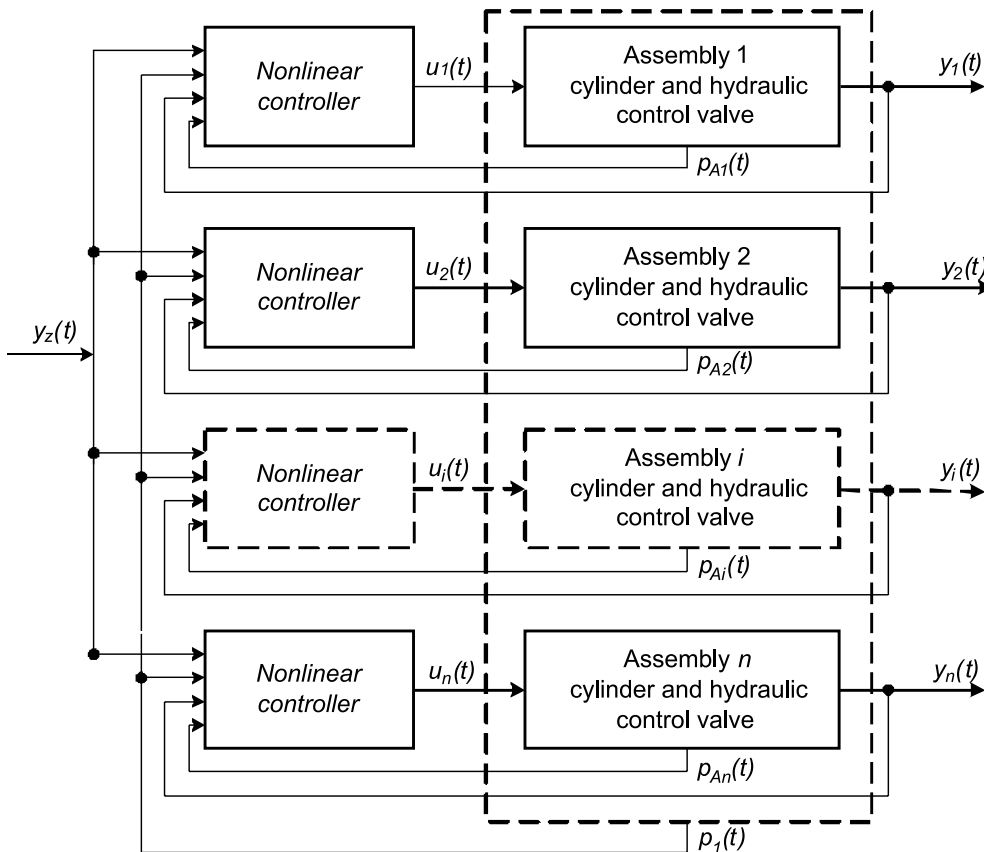 Nonlinear
controller
u1(t)
Assembly 1
cylinder and hydraulic
control valve
y1(t)
pA1(t)
Nonlinear
controller
u2(t)
Assembly 2
cylinder and hydraulic
control valve
y2(t)
pA2(t)
yz(t)
Nonlinear
controller
ui(t)
Assembly i
cylinder and hydraulic
control valve
yi(t)
pAi(t)
Nonlinear
controller
un(t)
Assembly n
cylinder and hydraulic
control valve
yn(t)
pAn(t)
p1(t)